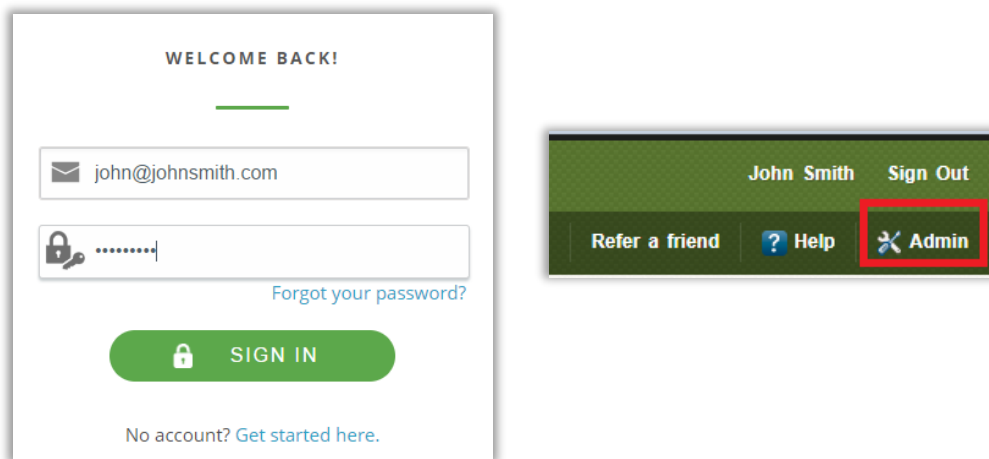 WELCOME BACK!
john@johnsmith.com
•••••••••
Forgot your password?
SIGN IN
No account? Get started here.
John Smith Sign Out
Refer a friend ? Help Admin